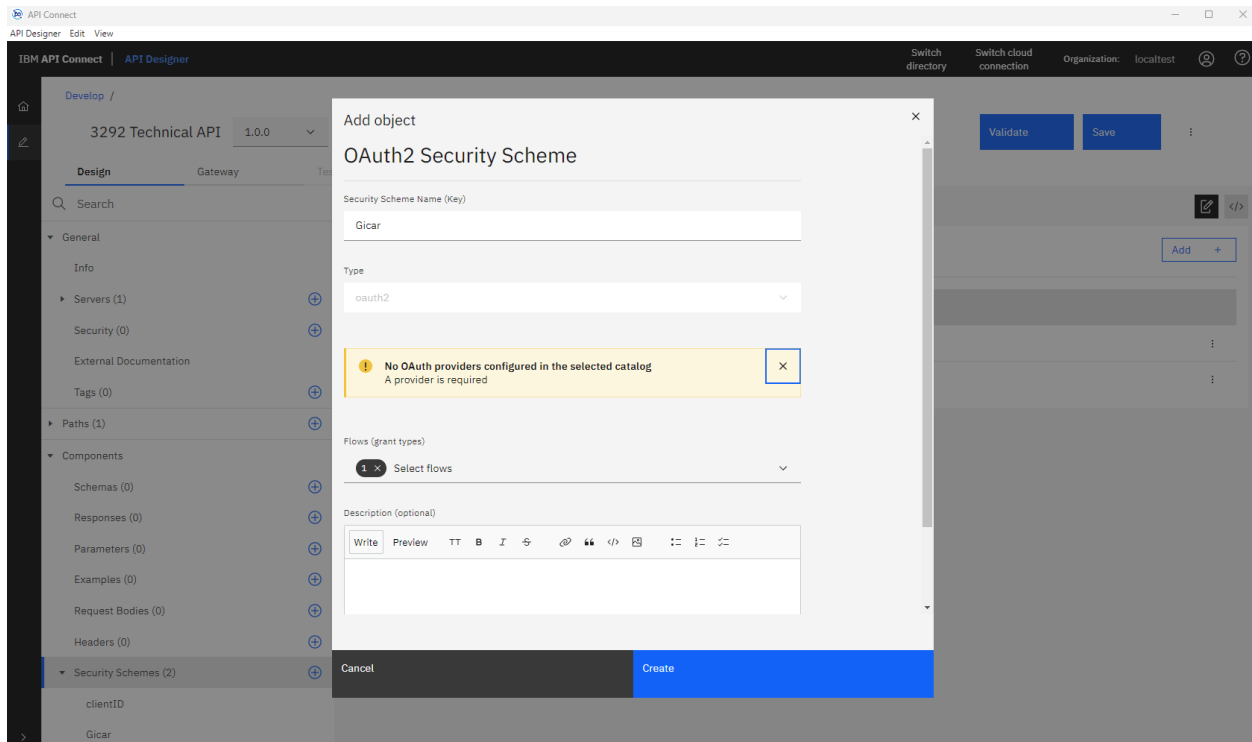 API Connect
API Designer Edit View
IBM API Connect | API Designer
Switch directory
Switch cloud connection
Organization: localtest
Develop /
3292 Technical API 1.0.0
Validate
Save
Design
Gateway
Tes
Search
General
Info
Servers (1)
Security (0)
External Documentation
Tags (0)
Paths (1)
Components
Schemas (0)
Responses (0)
Parameters (0)
Examples (0)
Request Bodies (0)
Headers (0)
Security Schemes (2)
clientID
Gicar
Add +
Add object
OAuth2 Security Scheme
Security Scheme Name (Key)
Gicar
Type
oauth2
No OAuth providers configured in the selected catalog
A provider is required
Flows (grant types)
1 × Select flows
Description (optional)
Write Preview TT B I S
Cancel
Create